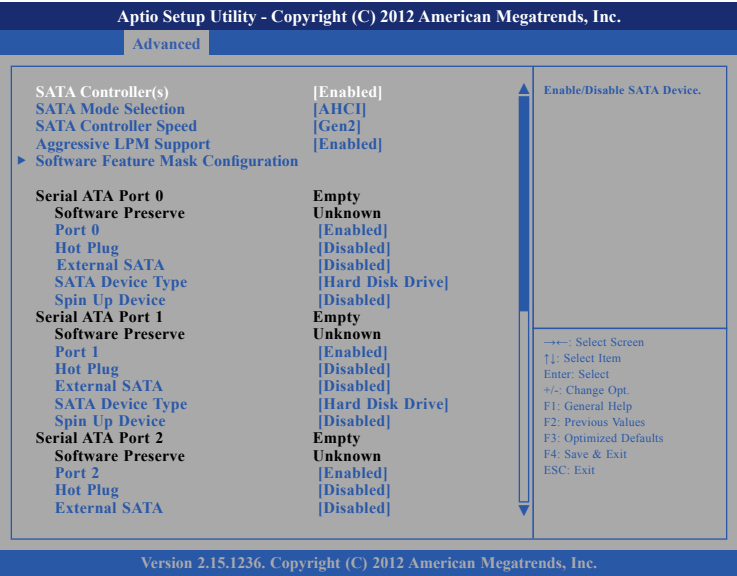 Aptio Setup Utility - Copyright (C) 2012 American Megatrends, Inc.
Advanced
SATA Controller(s) [Enabled]
SATA Mode Selection [AHCI]
SATA Controller Speed [Gen2]
Aggressive LPM Support [Enabled]
Software Feature Mask Configuration
Serial ATA Port 0 Empty
Software Preserve Unknown
Port 0 [Enabled]
Hot Plug [Disabled]
External SATA [Disabled]
SATA Device Type [Hard Disk Drive]
Spin Up Device [Disabled]
Serial ATA Port 1 Empty
Software Preserve Unknown
Port 1 [Enabled]
Hot Plug [Disabled]
External SATA [Disabled]
SATA Device Type [Hard Disk Drive]
Spin Up Device [Disabled]
Serial ATA Port 2 Empty
Software Preserve Unknown
Port 2 [Enabled]
Hot Plug [Disabled]
External SATA [Disabled]
Enable/Disable SATA Device.
→←: Select Screen
↑↓: Select Item
Enter: Select
+/-: Change Opt.
F1: General Help
F2: Previous Values
F3: Optimized Defaults
F4: Save & Exit
ESC: Exit
Version 2.15.1236. Copyright (C) 2012 American Megatrends, Inc.